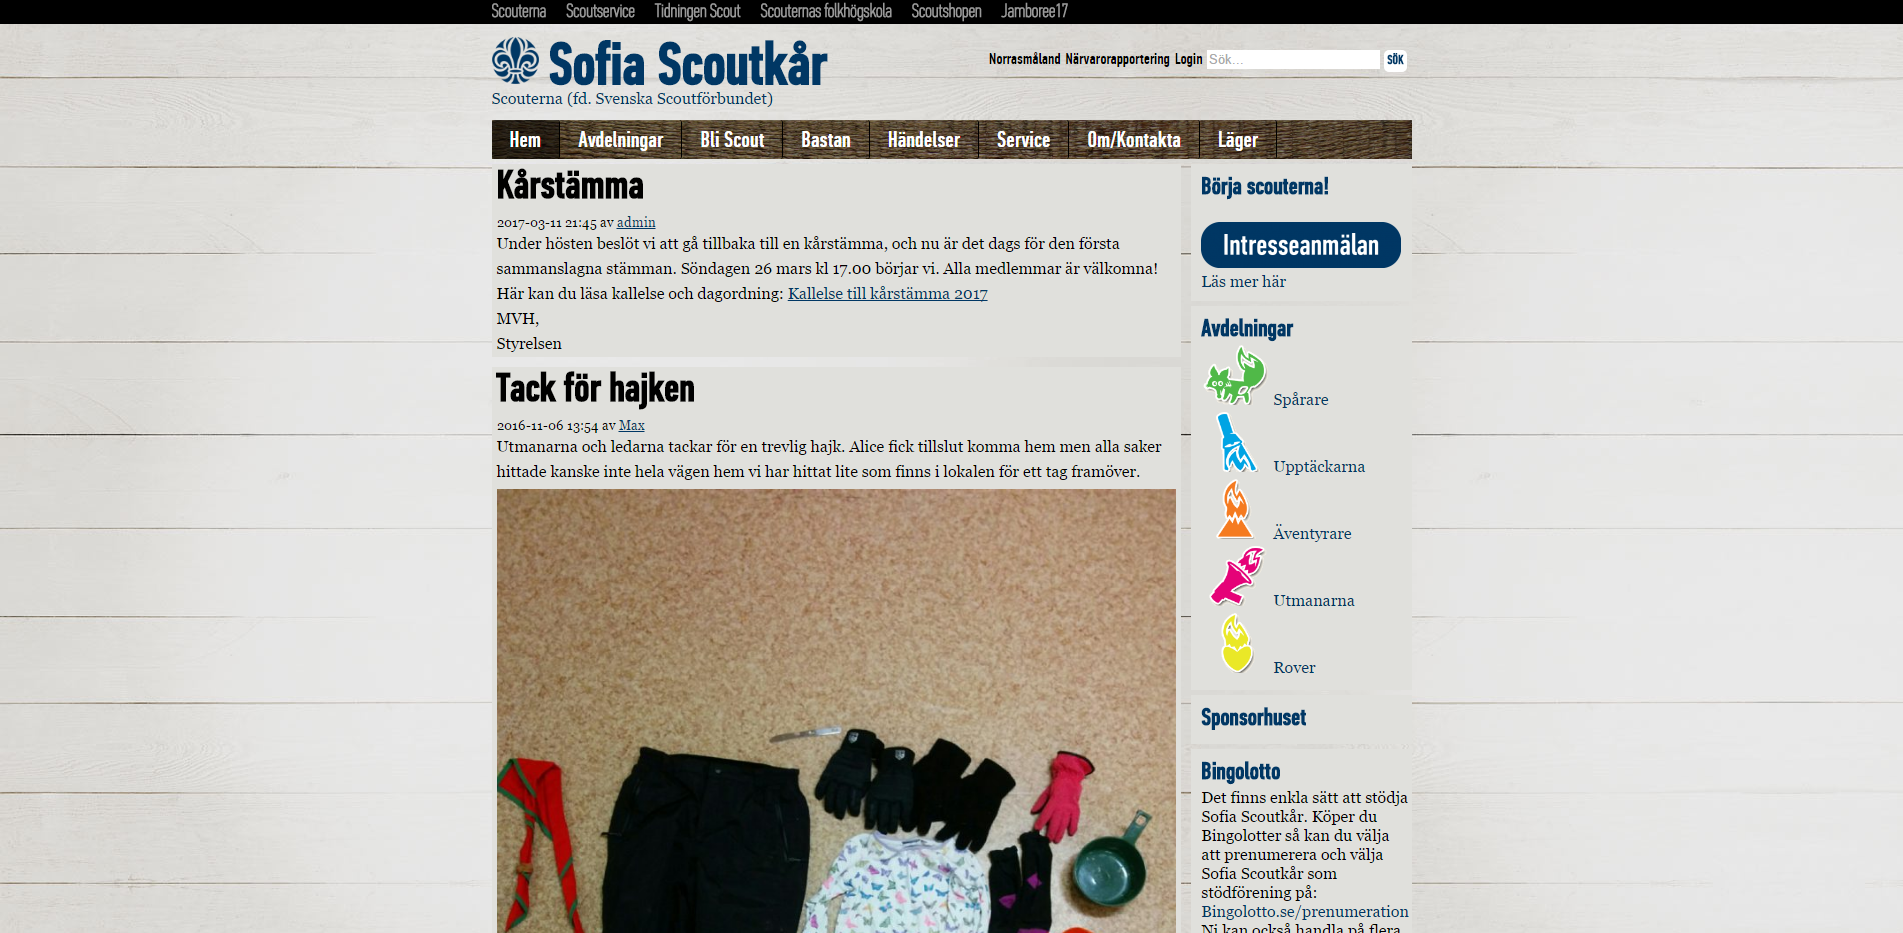 Scouterna Scoutservice Tidningen Scout Scouternas folkhögskola Scoutshopen Jamboree17
Sofia Scoutkår
Scouterna (fd. Svenska Scoutförbundet)
Norrasmåland Närvarorapportering Login Sök... SÖK
Hem Avdelningar Bli Scout Bastan Händelser Service Om/Kontakta Läger
Kårstämma
2017-03-11 21:45 av admin
Under hösten beslöt vi att gå tillbaka till en kårstämma, och nu är det dags för den första
sammanslagna stämman. Söndagen 26 mars kl 17.00 börjar vi. Alla medlemmar är välkomna!
Här kan du läsa kallelse och dagordning: Kallelse till kårstämma 2017
MVH,
Styrelsen
Tack för hajken
2016-11-06 13:54 av Max
Utmanarna och ledarna tackar för en trevlig hajk. Alice fick tillslut komma hem men alla saker
hittade kanske inte hela vägen hem vi har hittat lite som finns i lokalen för ett tag framöver.
Börja scouterna!
Intresseanmälan
Läs mer här
Avdelningar
Spårare
Upptäckarna
Äventyrare
Utmanarna
Rover
Sponsorhuset
Bingolotto
Det finns enkla sätt att stödja
Sofia Scoutkår. Köper du
Bingolotter så kan du välja
att prenumerera och välja
Sofia Scoutkår som
stödförening på:
Bingolotto.se/prenumeration
Ni kan också handla på flera